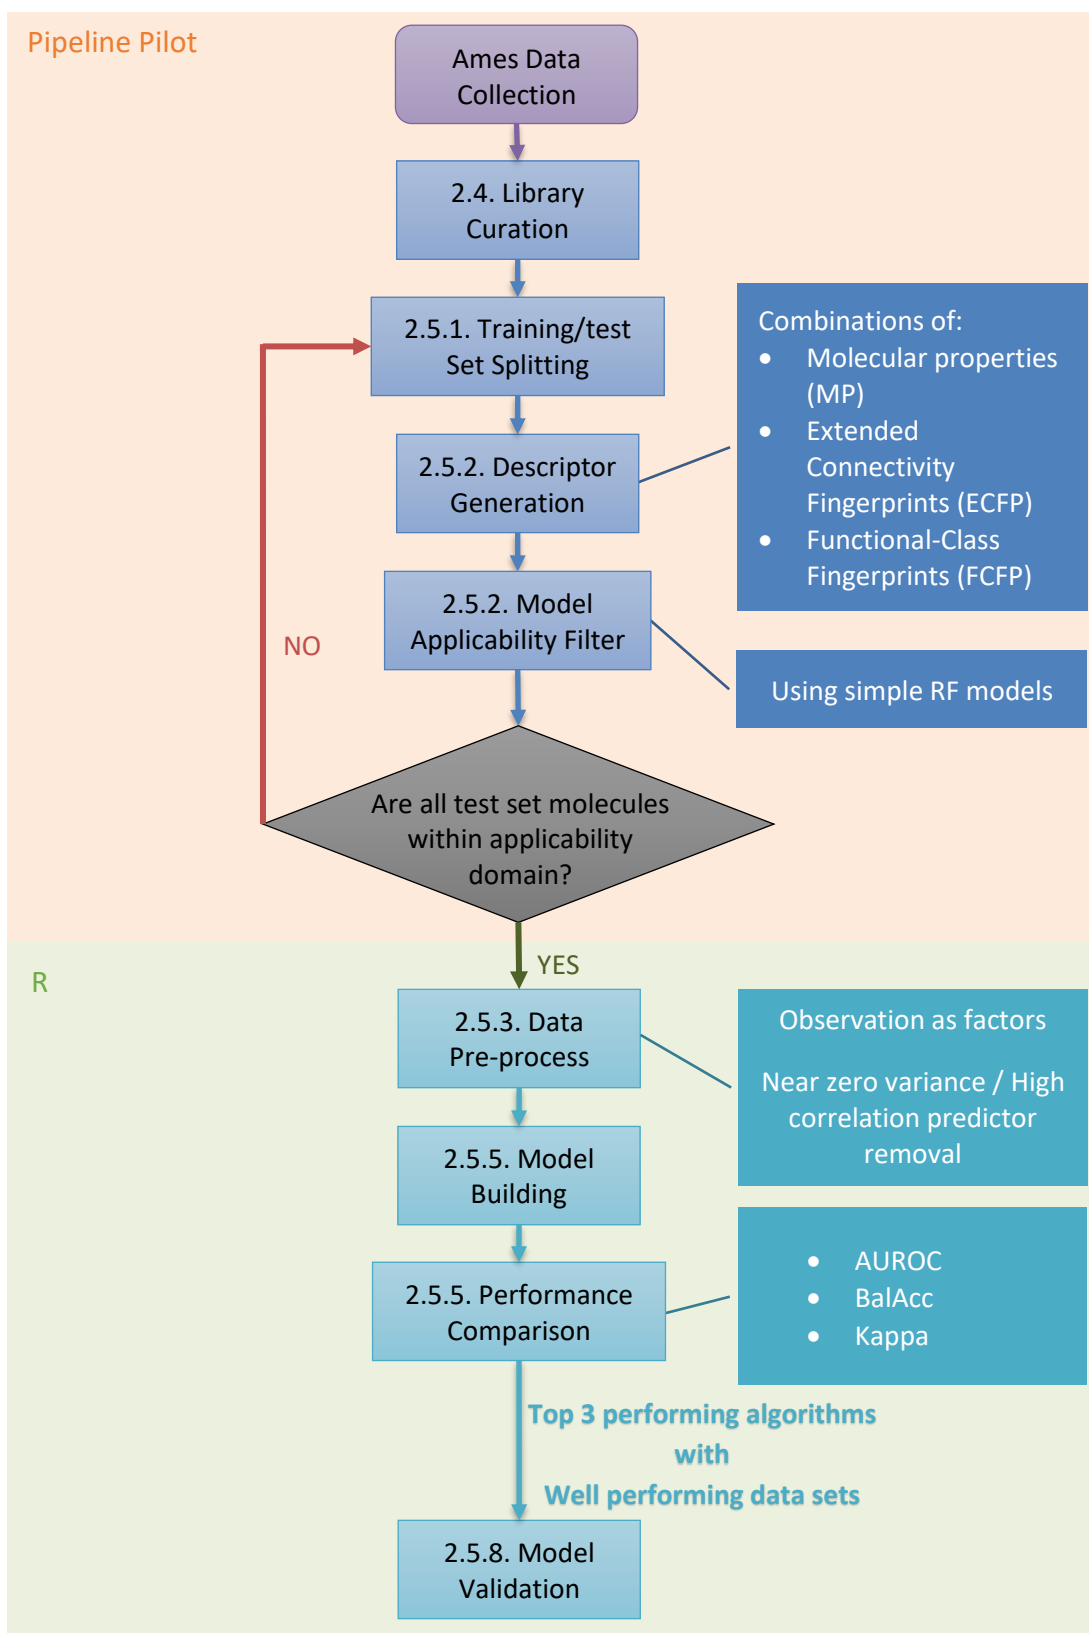 Pipeline Pilot
Ames Data
Collection
2.4. Library
Curation
2.5.1. Training/test
Set Splitting
2.5.2. Descriptor
Generation
Combinations of:
• Molecular properties
(MP)
• Extended
Connectivity
Fingerprints (ECFP)
• Functional-Class
Fingerprints (FCFP)
2.5.2. Model
Applicability Filter
Using simple RF models
NO
Are all test set molecules
within applicability
domain?
YES
R
2.5.3. Data
Pre-process
Observation as factors
Near zero variance / High
correlation predictor
removal
2.5.5. Model
Building
2.5.5. Performance
Comparison
• AUROC
• BalAcc
• Kappa
Top 3 performing algorithms
with
Well performing data sets
2.5.8. Model
Validation